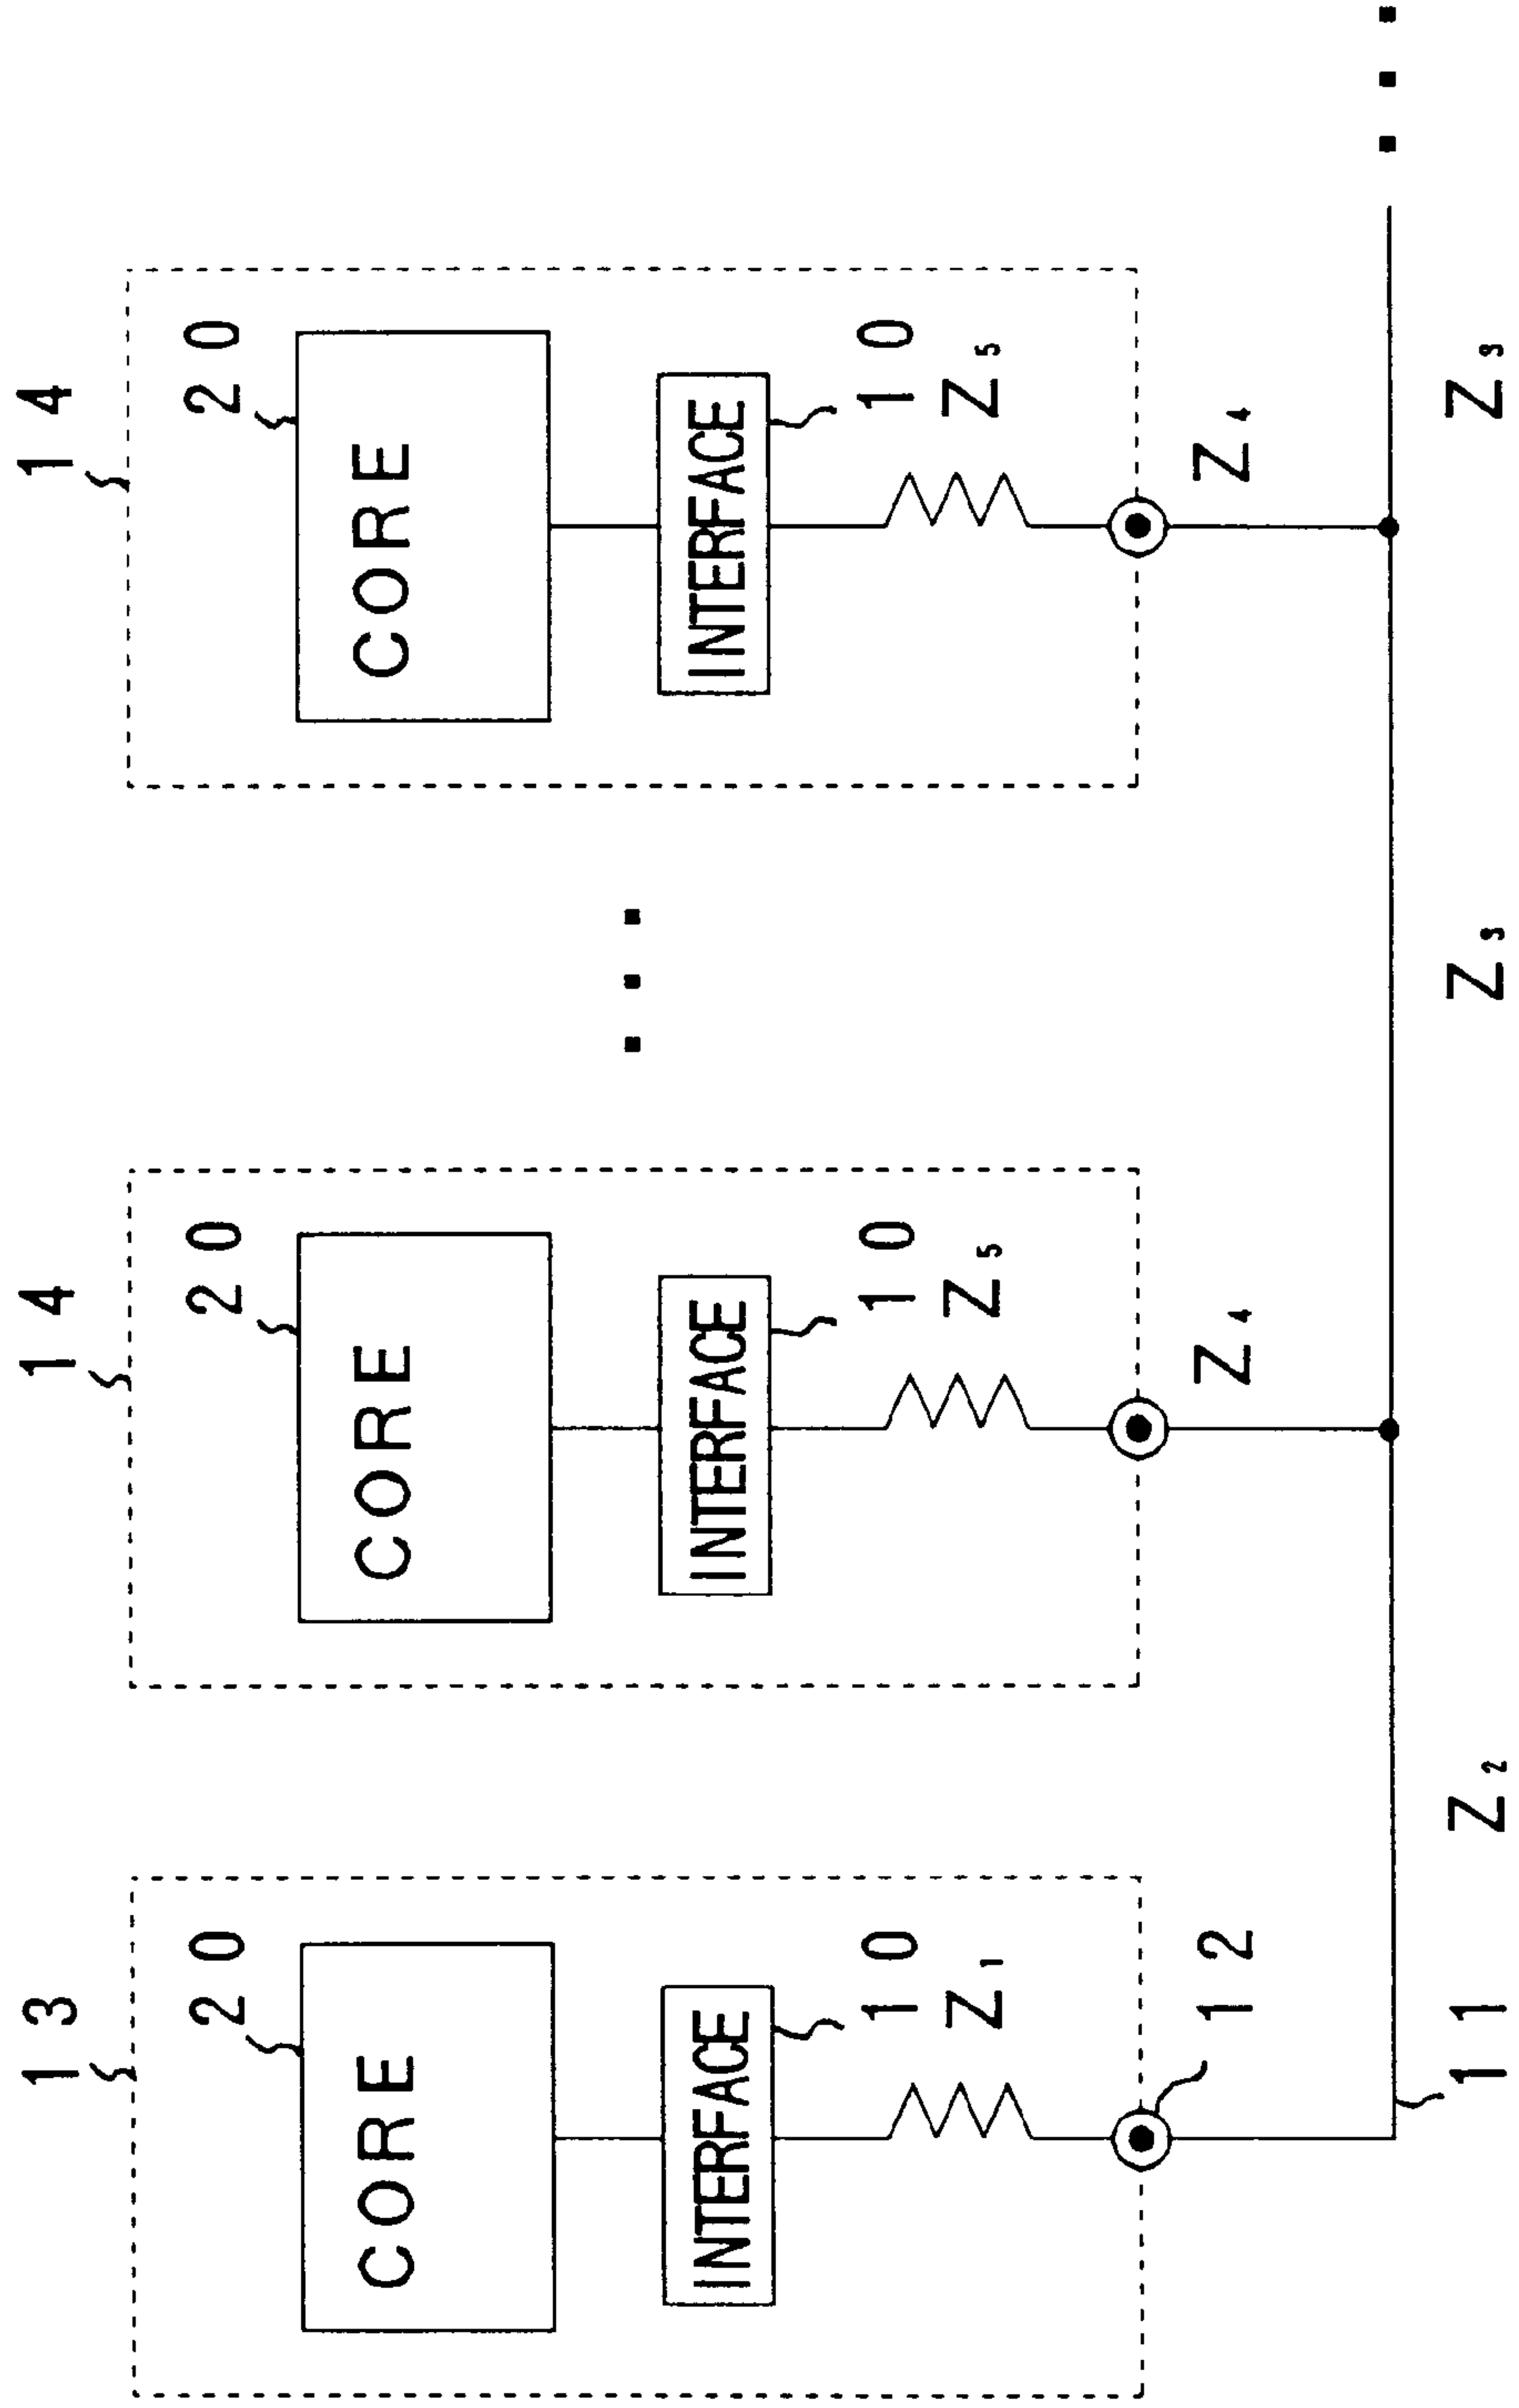 13 14 14
20 20 20
CORE CORE CORE
INTERFACE INTERFACE INTERFACE
10 10 10
Z₁ Z₅ Z₅
12 Z₄ Z₄
11 Z₂ Z₃ Z₃